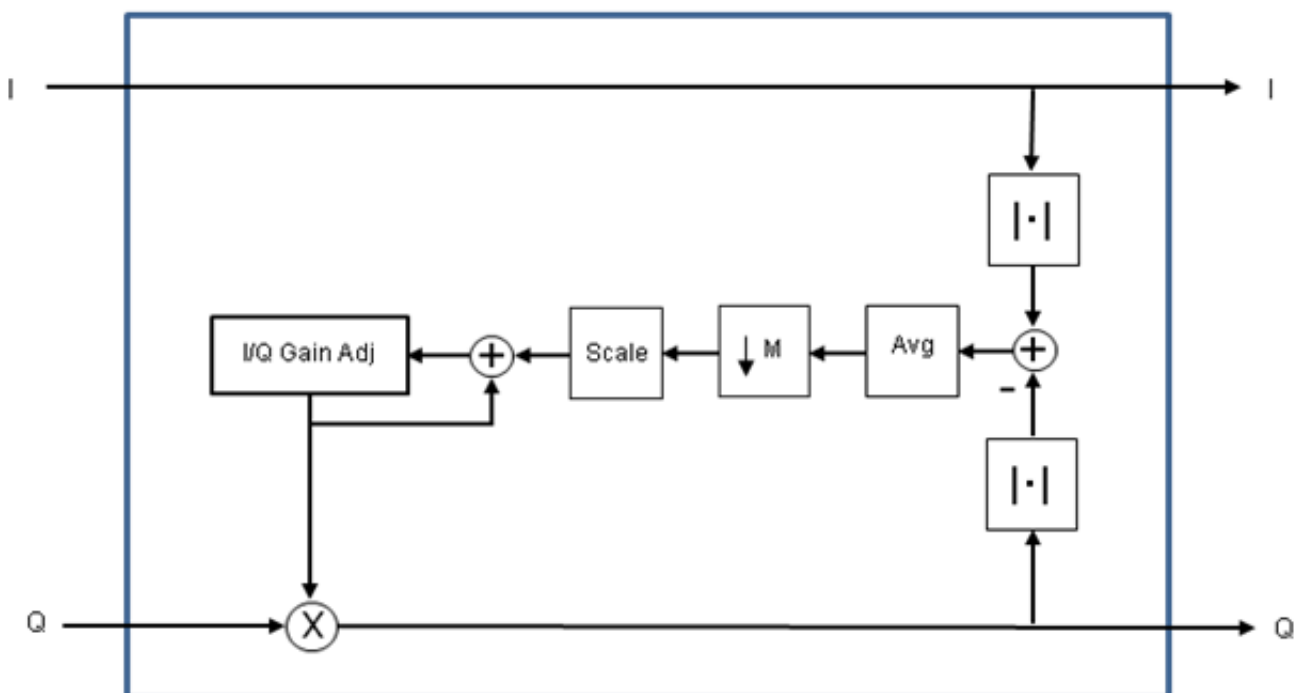 I
I
|·|
I/Q Gain Adj
+
Scale
↓ M
Avg
+
-
|·|
Q
X
Q